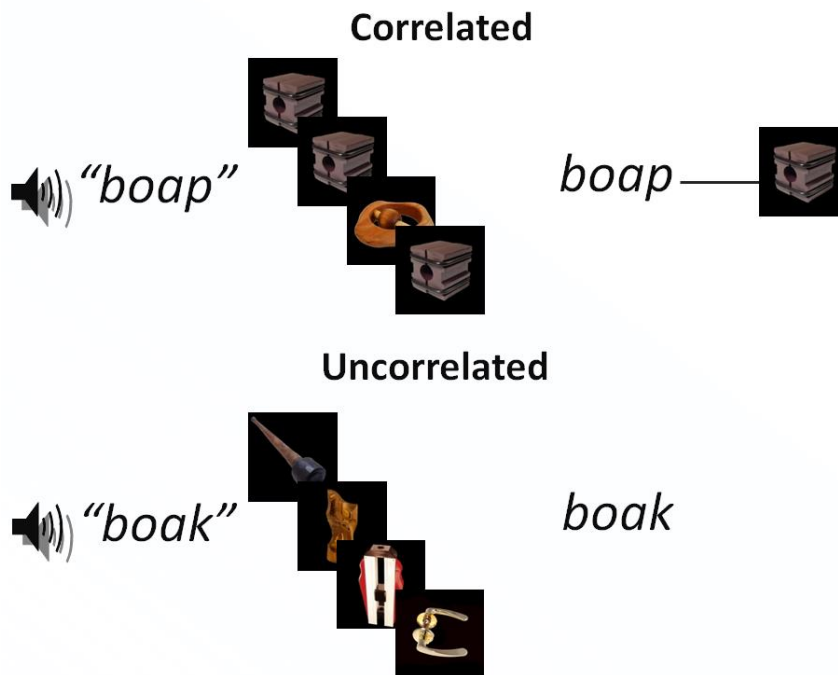 Correlated
“boap”
boap
Uncorrelated
“boak”
boak